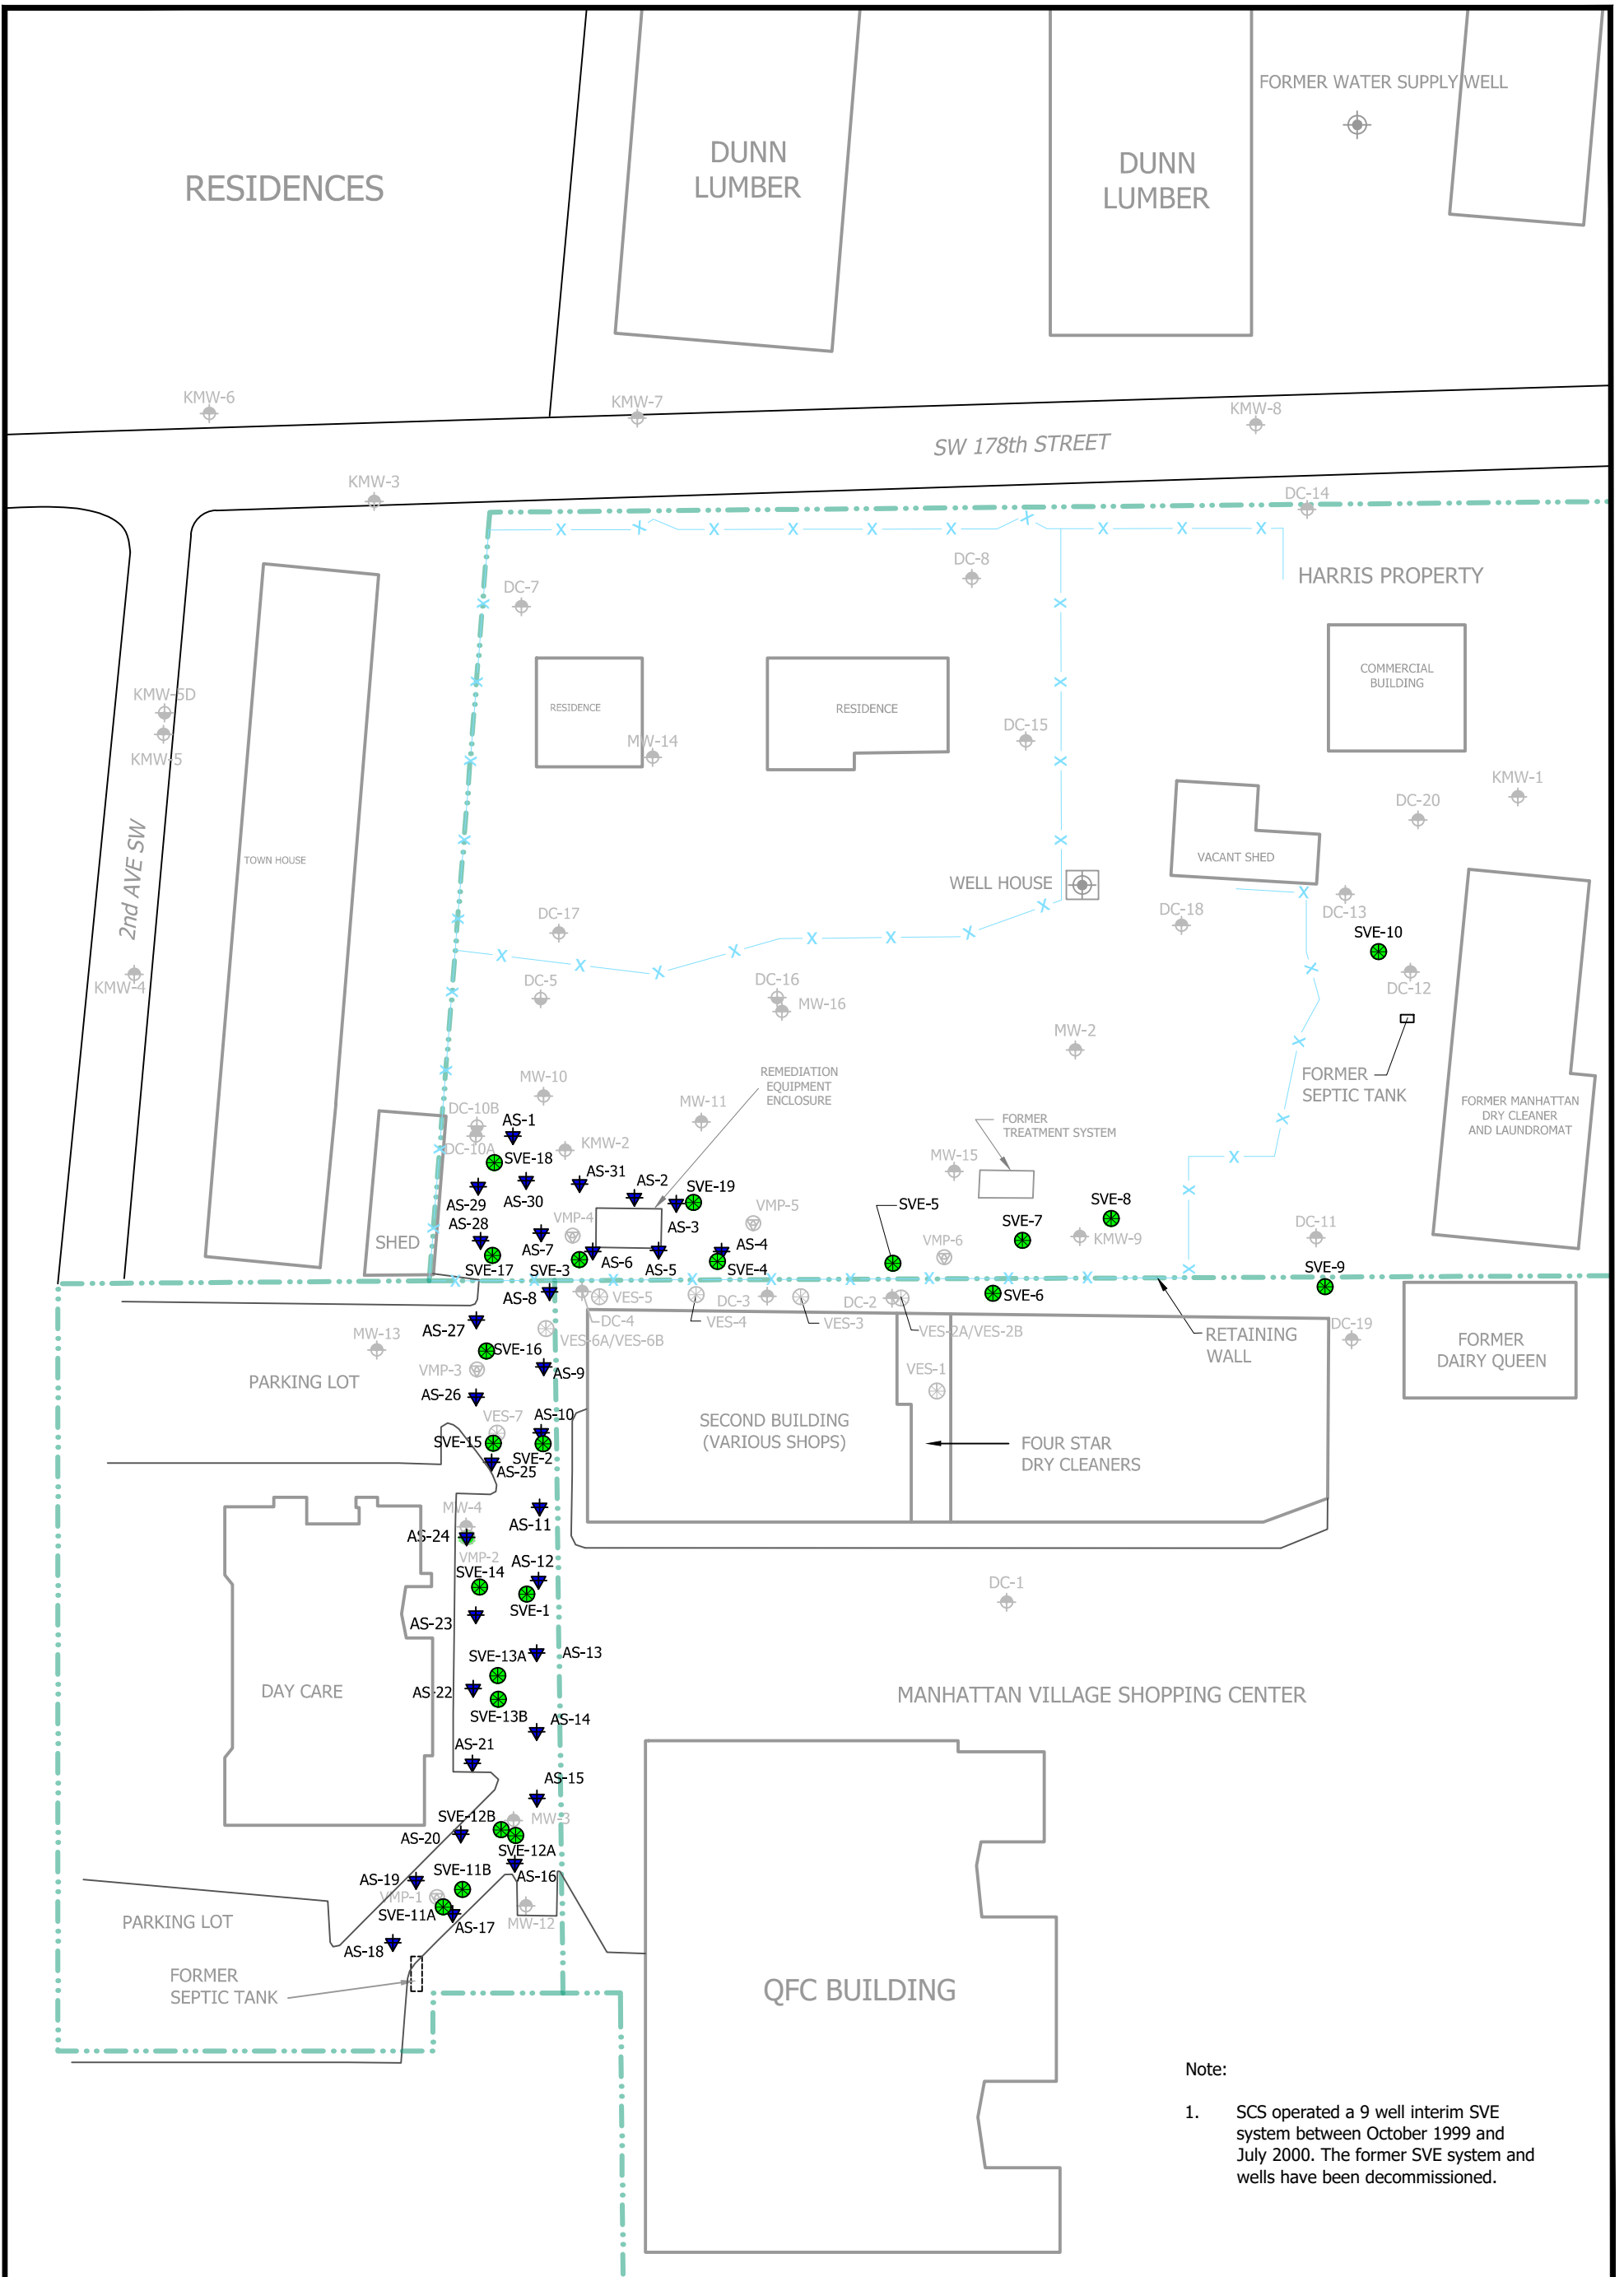 FORMER WATER SUPPLY WELL
RESIDENCES
DUNN
LUMBER
DUNN
LUMBER
KMW-6
KMW-7
KMW-8
SW 178th STREET
KMW-3
DC-14
DC-8
DC-7
HARRIS PROPERTY
RESIDENCE
RESIDENCE
COMMERCIAL
BUILDING
KMW-5D
KMW-5
MW-14
DC-15
KMW-1
DC-20
2nd AVE SW
TOWN HOUSE
VACANT SHED
WELL HOUSE
DC-13
DC-17
DC-18
SVE-10
KMW-4
DC-5
DC-16
MW-16
DC-12
MW-2
FORMER
SEPTIC TANK
REMEDIATION
EQUIPMENT
ENCLOSURE
MW-10
MW-11
FORMER MANHATTAN
DRY CLEANER
AND LAUNDROMAT
DC-10B
AS-1
DC-10A
KMW-2
FORMER
TREATMENT SYSTEM
SVE-18
MW-15
AS-31
AS-2
SVE-19
AS-29
AS-30
SVE-5
SVE-8
AS-28
VMP-4
AS-3
VMP-5
SVE-7
KMW-9
DC-11
SHED
AS-7
AS-4
VMP-6
SVE-17
SVE-3
AS-6
AS-5
SVE-4
SVE-9
AS-8
VES-5
DC-3
DC-2
SVE-6
DC-4
VES-4
VES-3
VES-2A/VES-2B
VES-6A/VES-6B
AS-27
MW-13
SVE-16
RETAINING
WALL
DC-19
FORMER
DAIRY QUEEN
VMP-3
AS-9
VES-1
PARKING LOT
AS-26
VES-7
AS-10
SECOND BUILDING
(VARIOUS SHOPS)
SVE-15
SVE-2
AS-25
FOUR STAR
DRY CLEANERS
MW-4
AS-11
AS-24
VMP-2
AS-12
SVE-14
DC-1
SVE-1
AS-23
SVE-13A
AS-13
DAY CARE
AS-22
SVE-13B
AS-14
MANHATTAN VILLAGE SHOPPING CENTER
AS-21
AS-15
SVE-12B
MW-3
AS-20
SVE-12A
AS-19
SVE-11B
AS-16
VMP-1
SVE-11A
MW-12
AS-17
PARKING LOT
AS-18
FORMER
SEPTIC TANK
QFC BUILDING
Note:
1. SCS operated a 9 well interim SVE
system between October 1999 and
July 2000. The former SVE system and
wells have been decommissioned.